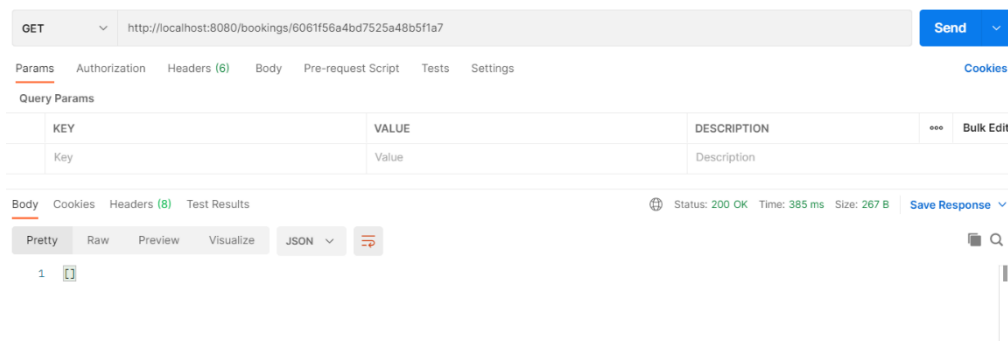 GET http://localhost:8080/bookings/6061f56a4bd7525a48b5f1a7 Send
Params Authorization Headers (6) Body Pre-request Script Tests Settings Cookies
Query Params
KEY VALUE DESCRIPTION ooo Bulk Edit
Key Value Description
Body Cookies Headers (8) Test Results Status: 200 OK Time: 385 ms Size: 267 B Save Response
Pretty Raw Preview Visualize JSON
1 []